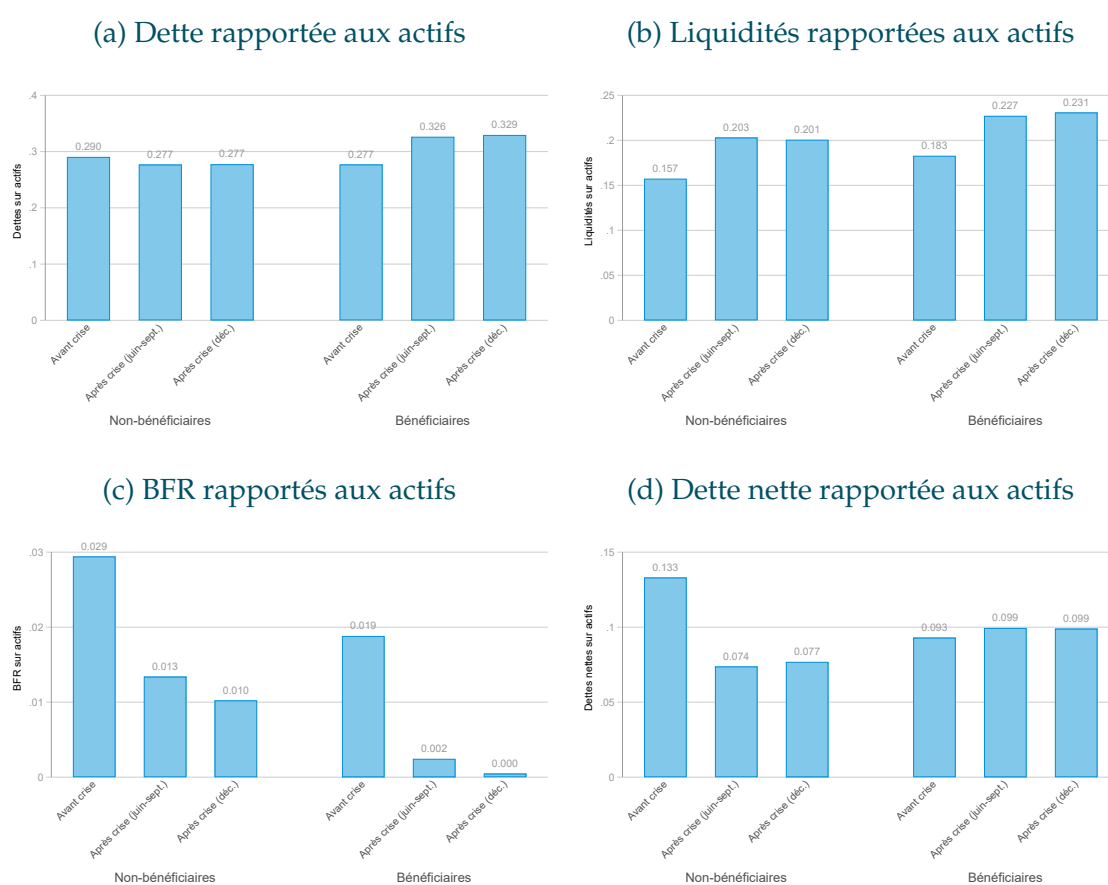 (a) Dette rapportée aux actifs
Dettes sur actifs
.4
.3
.2
.1
0
0.290
0.277
0.277
0.277
0.326
0.329
Avant crise
Après crise (juin-sept.)
Après crise (déc.)
Avant crise
Après crise (juin-sept.)
Après crise (déc.)
Non-bénéficiaires
Bénéficiaires
(b) Liquidités rapportées aux actifs
Liquidités sur actifs
.25
.2
.15
.1
.05
0
0.157
0.203
0.201
0.183
0.227
0.231
Avant crise
Après crise (juin-sept.)
Après crise (déc.)
Avant crise
Après crise (juin-sept.)
Après crise (déc.)
Non-bénéficiaires
Bénéficiaires
(c) BFR rapportés aux actifs
BFR sur actifs
.03
.02
.01
0
0.029
0.013
0.010
0.019
0.002
0.000
Avant crise
Après crise (juin-sept.)
Après crise (déc.)
Avant crise
Après crise (juin-sept.)
Après crise (déc.)
Non-bénéficiaires
Bénéficiaires
(d) Dette nette rapportée aux actifs
Dettes nettes sur actifs
.15
.1
.05
0
0.133
0.074
0.077
0.093
0.099
0.099
Avant crise
Après crise (juin-sept.)
Après crise (déc.)
Avant crise
Après crise (juin-sept.)
Après crise (déc.)
Non-bénéficiaires
Bénéficiaires